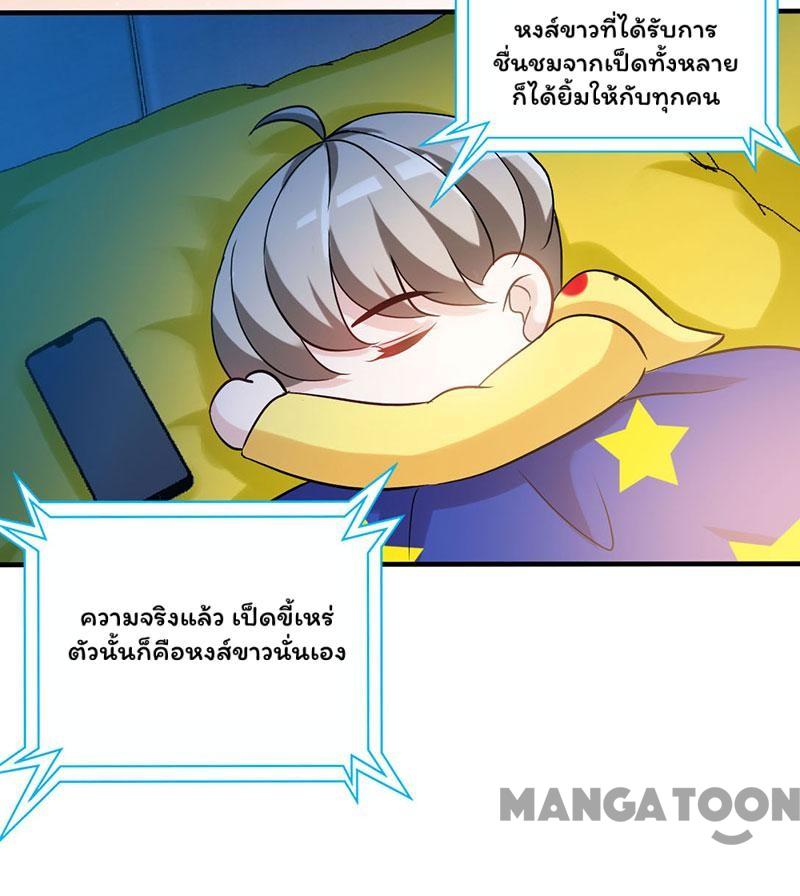 หงส์ขาวที่ได้รับการ
ชื่นชมจากเป็ดทั้งหลาย
ก็ได้ยิ้มให้กับทุกคน
ความจริงแล้ว เป็ดขี้เหร่
ตัวนั้นก็คือหงส์ขาวนั่นเอง
MANGATOON